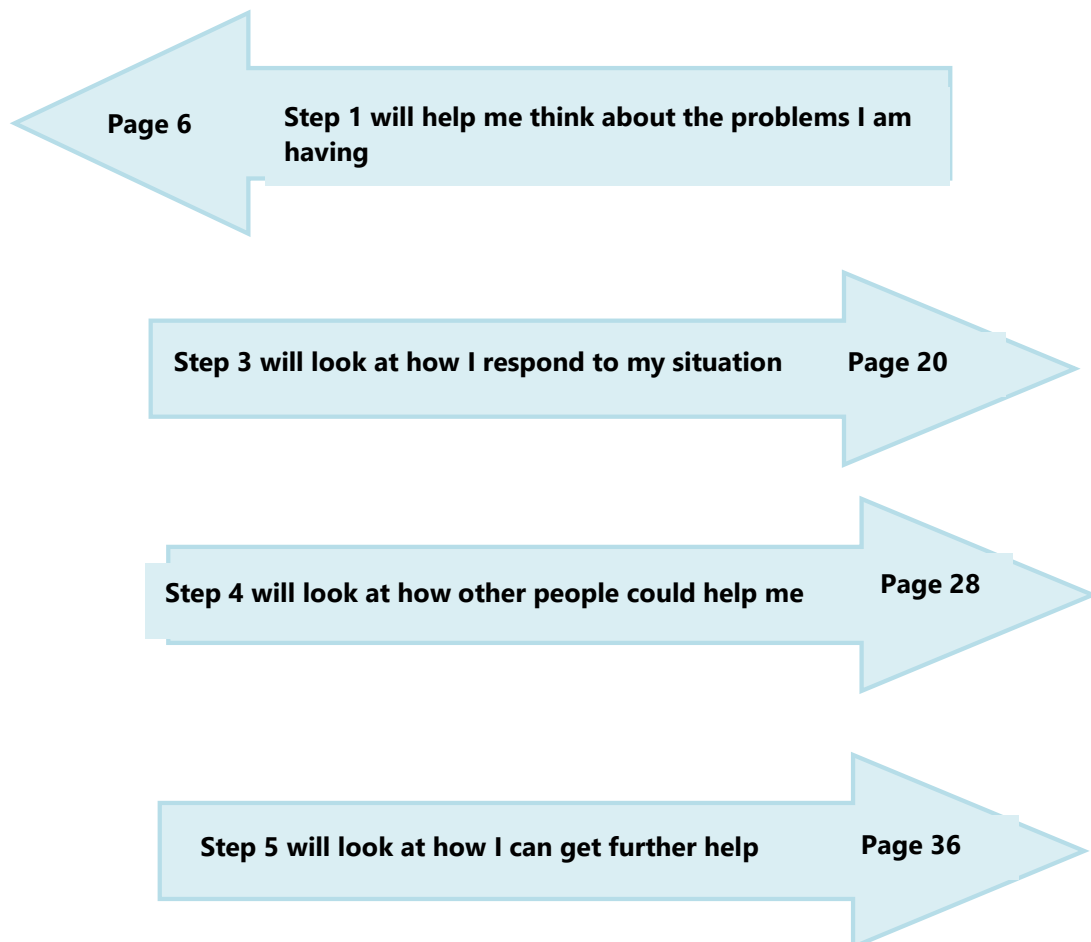 Page 6
Step 1 will help me think about the problems I am
having
Step 3 will look at how I respond to my situation
Page 20
Step 4 will look at how other people could help me
Page 28
Step 5 will look at how I can get further help
Page 36